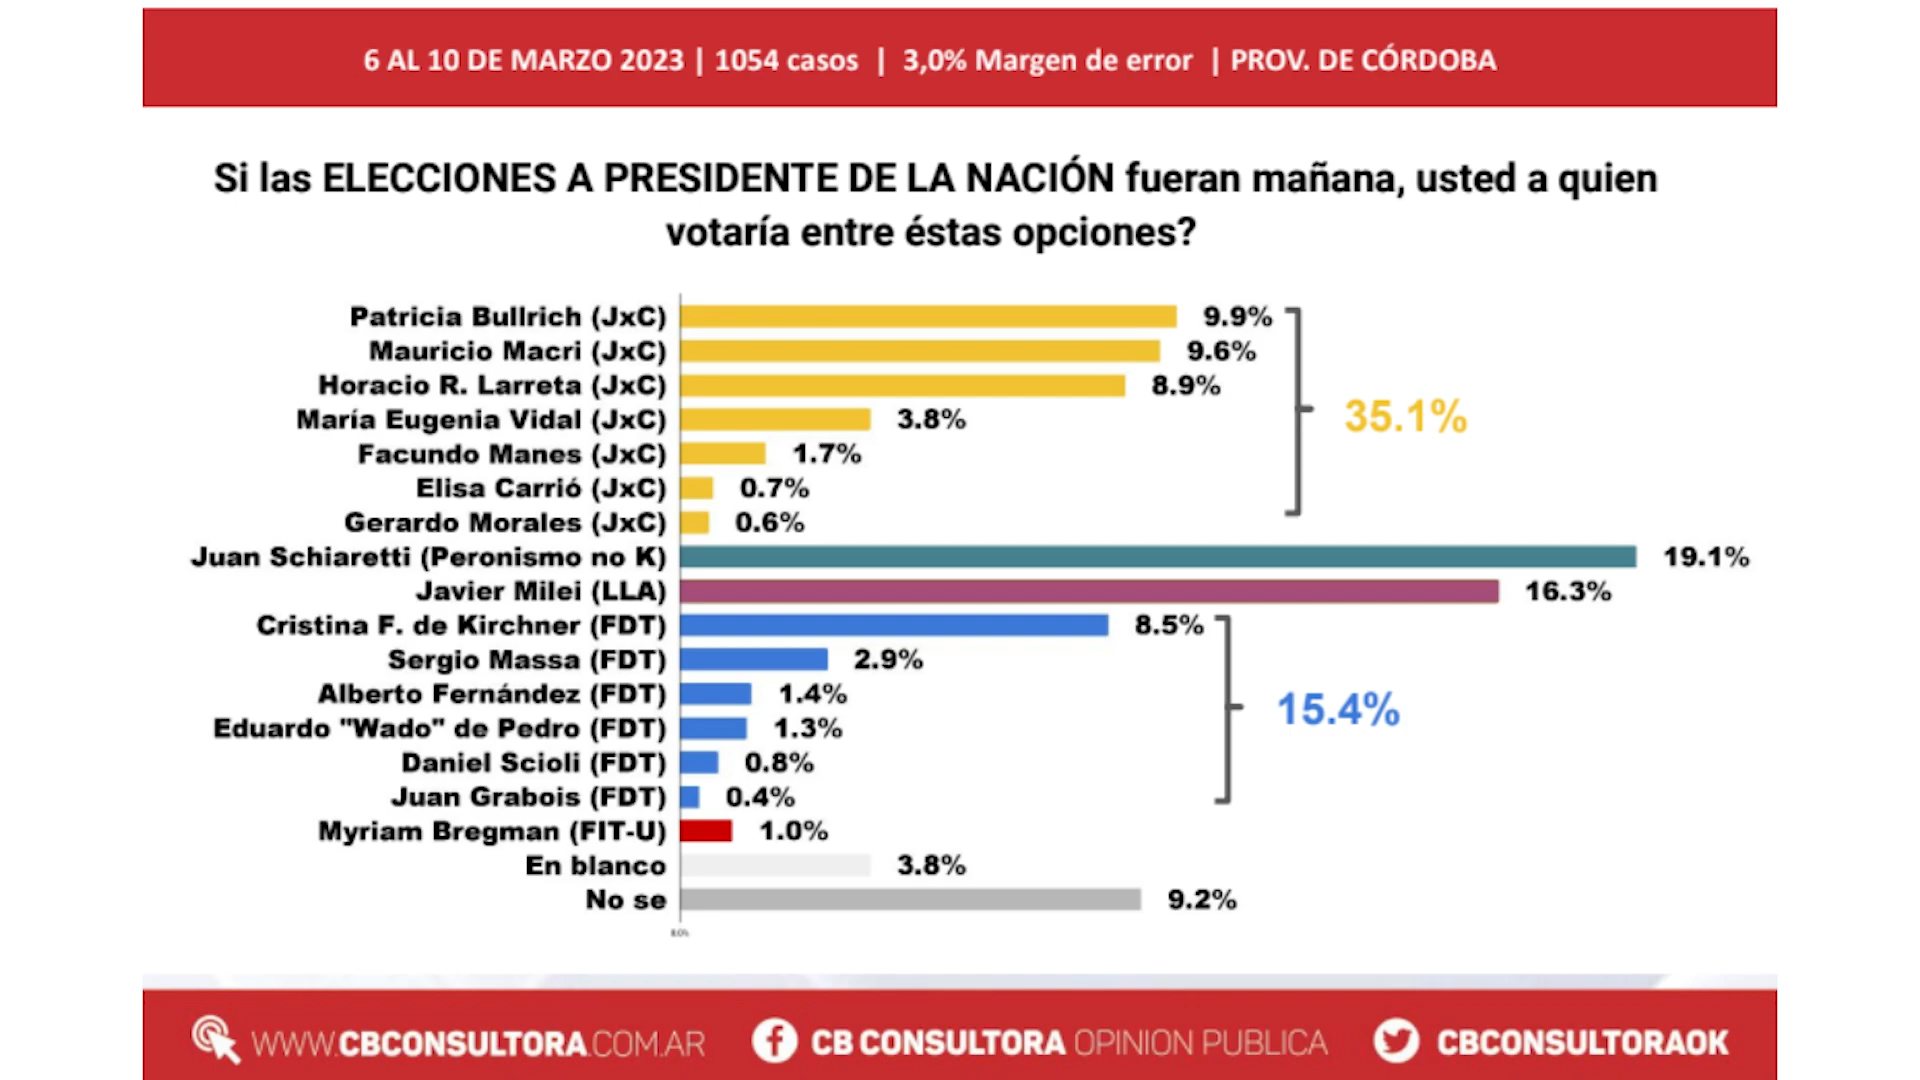 6 AL 10 DE MARZO 2023 | 1054 casos | 3,0% Margen de error | PROV. DE CÓRDOBA
Si las ELECCIONES A PRESIDENTE DE LA NACIÓN fueran mañana, usted a quien
votaría entre éstas opciones?
Patricia Bullrich (JxC) 9.9%
Mauricio Macri (JxC) 9.6%
Horacio R. Larreta (JxC) 8.9%
María Eugenia Vidal (JxC) 3.8%
35.1%
Facundo Manes (JxC) 1.7%
Elisa Carrió (JxC) 0.7%
Gerardo Morales (JxC) 0.6%
Juan Schiaretti (Peronismo no K) 19.1%
Javier Milei (LLA) 16.3%
Cristina F. de Kirchner (FDT) 8.5%
Sergio Massa (FDT) 2.9%
Alberto Fernández (FDT) 1.4%
15.4%
Eduardo "Wado" de Pedro (FDT) 1.3%
Daniel Scioli (FDT) 0.8%
Juan Grabois (FDT) 0.4%
Myriam Bregman (FIT-U) 1.0%
En blanco 3.8%
No se 9.2%
WWW.CBCONSULTORA.COM.AR CB CONSULTORA OPINION PUBLICA CBCONSULTORAOK